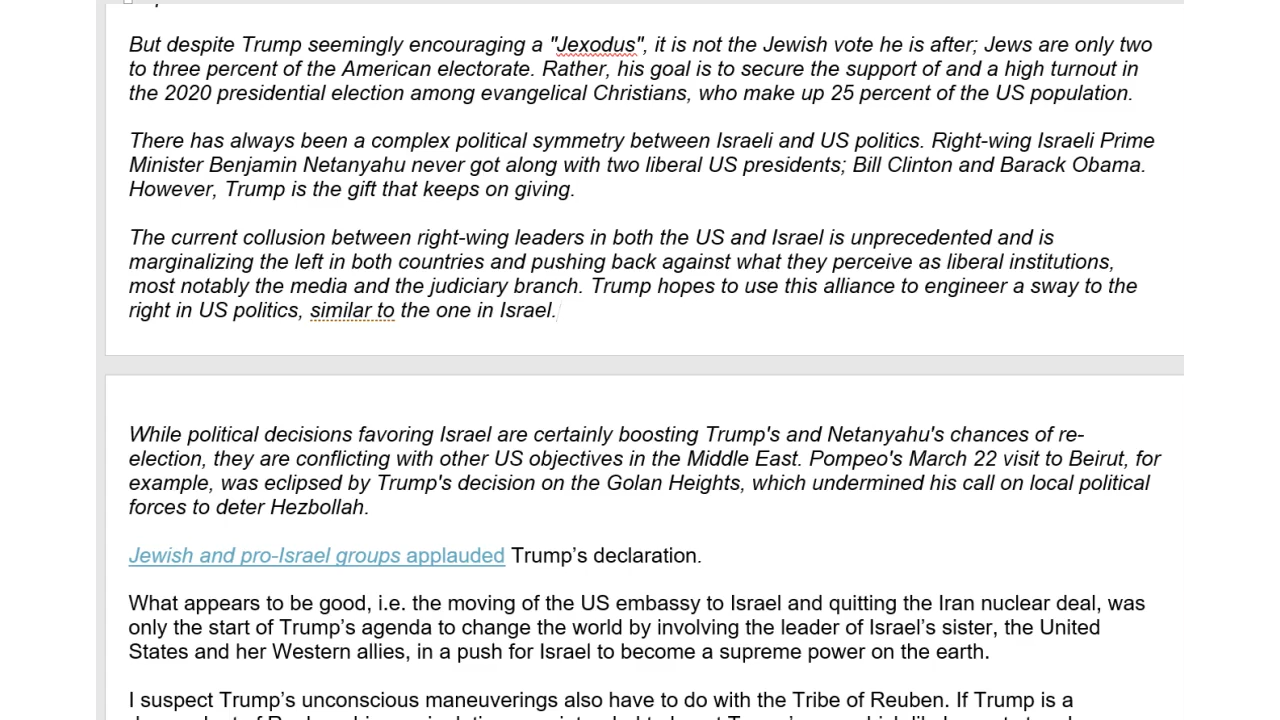 But despite Trump seemingly encouraging a "Jexodus", it is not the Jewish vote he is after; Jews are only two
to three percent of the American electorate. Rather, his goal is to secure the support of and a high turnout in
the 2020 presidential election among evangelical Christians, who make up 25 percent of the US population.
There has always been a complex political symmetry between Israeli and US politics. Right-wing Israeli Prime
Minister Benjamin Netanyahu never got along with two liberal US presidents; Bill Clinton and Barack Obama.
However, Trump is the gift that keeps on giving.
The current collusion between right-wing leaders in both the US and Israel is unprecedented and is
marginalizing the left in both countries and pushing back against what they perceive as liberal institutions,
most notably the media and the judiciary branch. Trump hopes to use this alliance to engineer a sway to the
right in US politics, similar to the one in Israel.
While political decisions favoring Israel are certainly boosting Trump's and Netanyahu's chances of re-
election, they are conflicting with other US objectives in the Middle East. Pompeo's March 22 visit to Beirut, for
example, was eclipsed by Trump's decision on the Golan Heights, which undermined his call on local political
forces to deter Hezbollah.
Jewish and pro-Israel groups applauded Trump’s declaration.
What appears to be good, i.e. the moving of the US embassy to Israel and quitting the Iran nuclear deal, was
only the start of Trump’s agenda to change the world by involving the leader of Israel’s sister, the United
States and her Western allies, in a push for Israel to become a supreme power on the earth.
I suspect Trump’s unconscious maneuverings also have to do with the Tribe of Reuben. If Trump is a